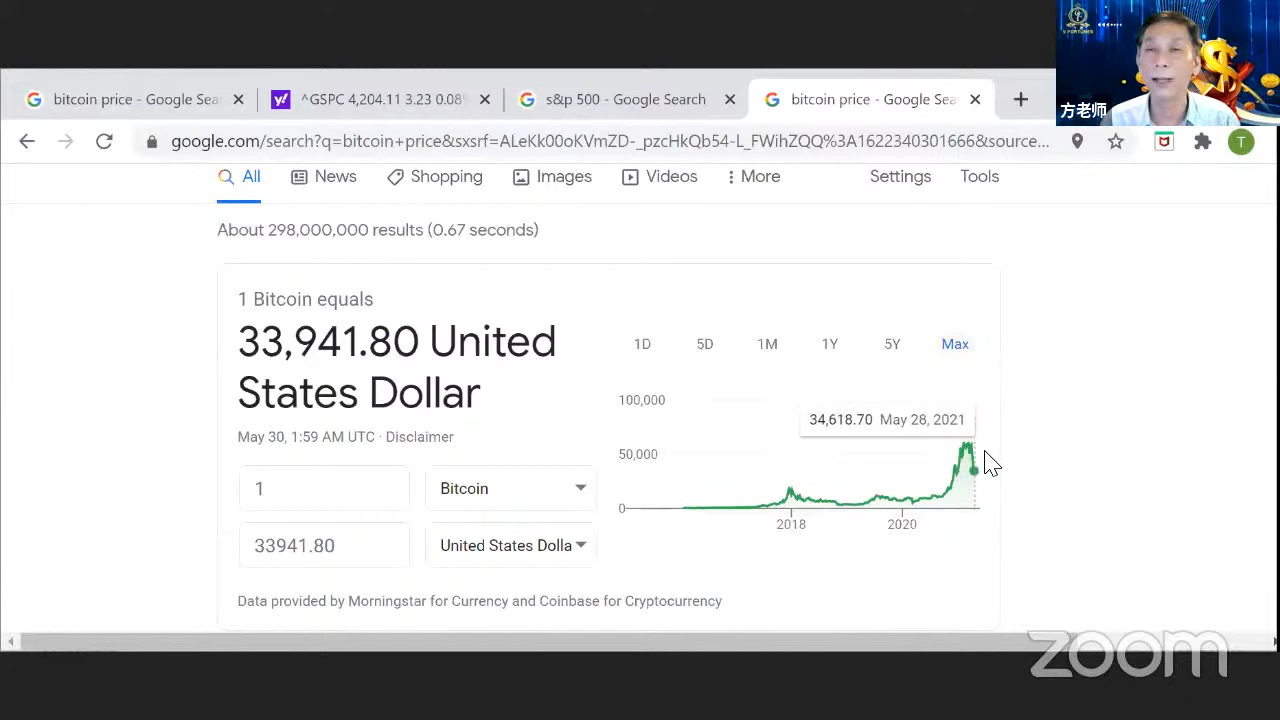 9 FORTUNES
方老师
bitcoin price - Google Sea
^GSPC 4,204.11 3.23 0.08%
s&p 500 - Google Search
bitcoin price - Google Sea
google.com/search?q=bitcoin+price&sxsrf=ALeKk00oKVmZD-_pzcHkQb54-L_FWihZQQ%3A1622340301666&source...
T
All
News
Shopping
Images
Videos
More
Settings
Tools
About 298,000,000 results (0.67 seconds)
1 Bitcoin equals
33,941.80 United
States Dollar
May 30, 1:59 AM UTC · Disclaimer
1
Bitcoin
33941.80
United States Dolla
1D
5D
1M
1Y
5Y
Max
100,000
34,618.70 May 28, 2021
50,000
0
2018
2020
Data provided by Morningstar for Currency and Coinbase for Cryptocurrency
zoom